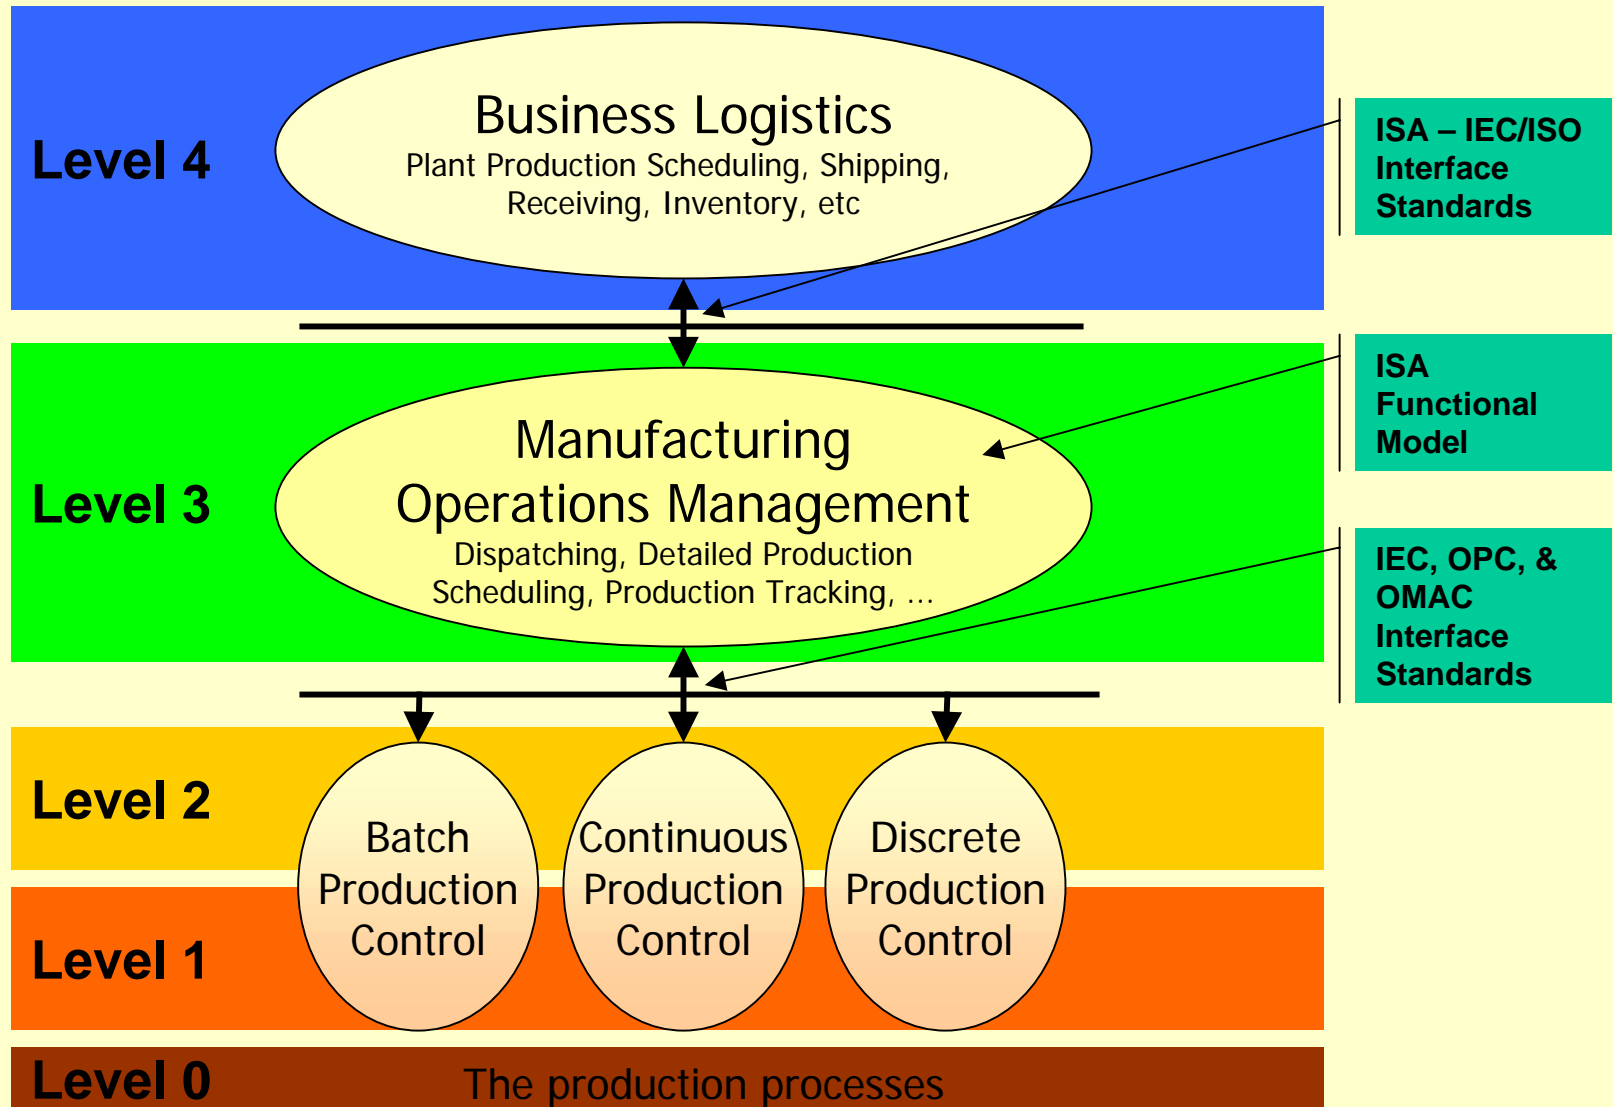 Level 4
Business Logistics
Plant Production Scheduling, Shipping,
Receiving, Inventory, etc
ISA – IEC/ISO
Interface
Standards
Level 3
Manufacturing
Operations Management
Dispatching, Detailed Production
Scheduling, Production Tracking, ...
ISA
Functional
Model
IEC, OPC, &
OMAC
Interface
Standards
Level 2
Level 1
Batch
Production
Control
Continuous
Production
Control
Discrete
Production
Control
Level 0
The production processes